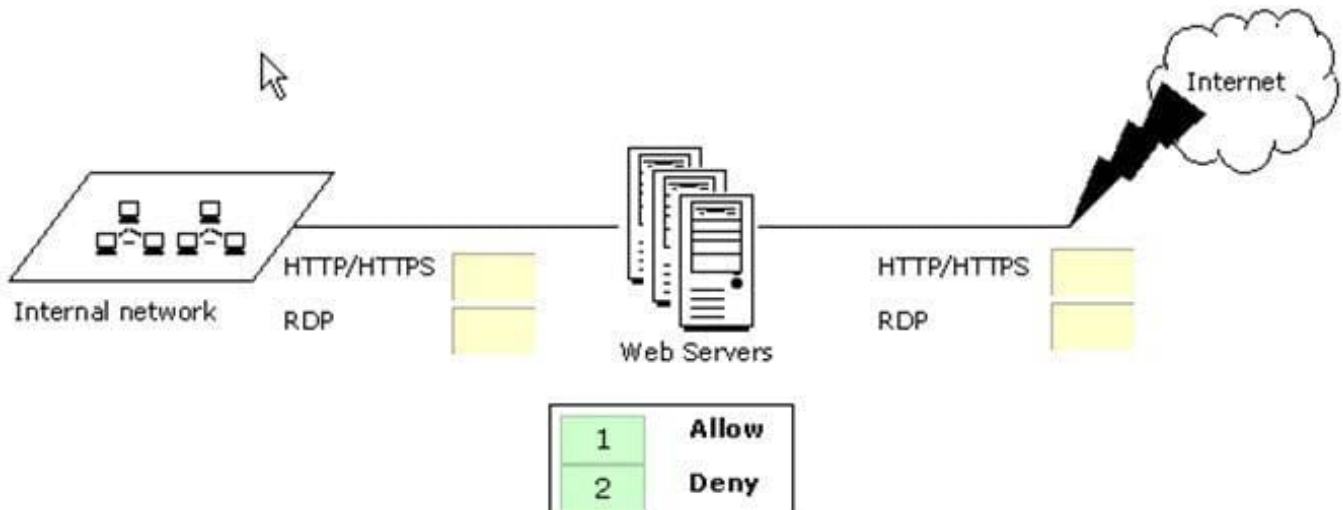 Internet
HTTP/HTTPS
HTTP/HTTPS
Internal network
RDP
RDP
Web Servers
1 Allow
2 Deny